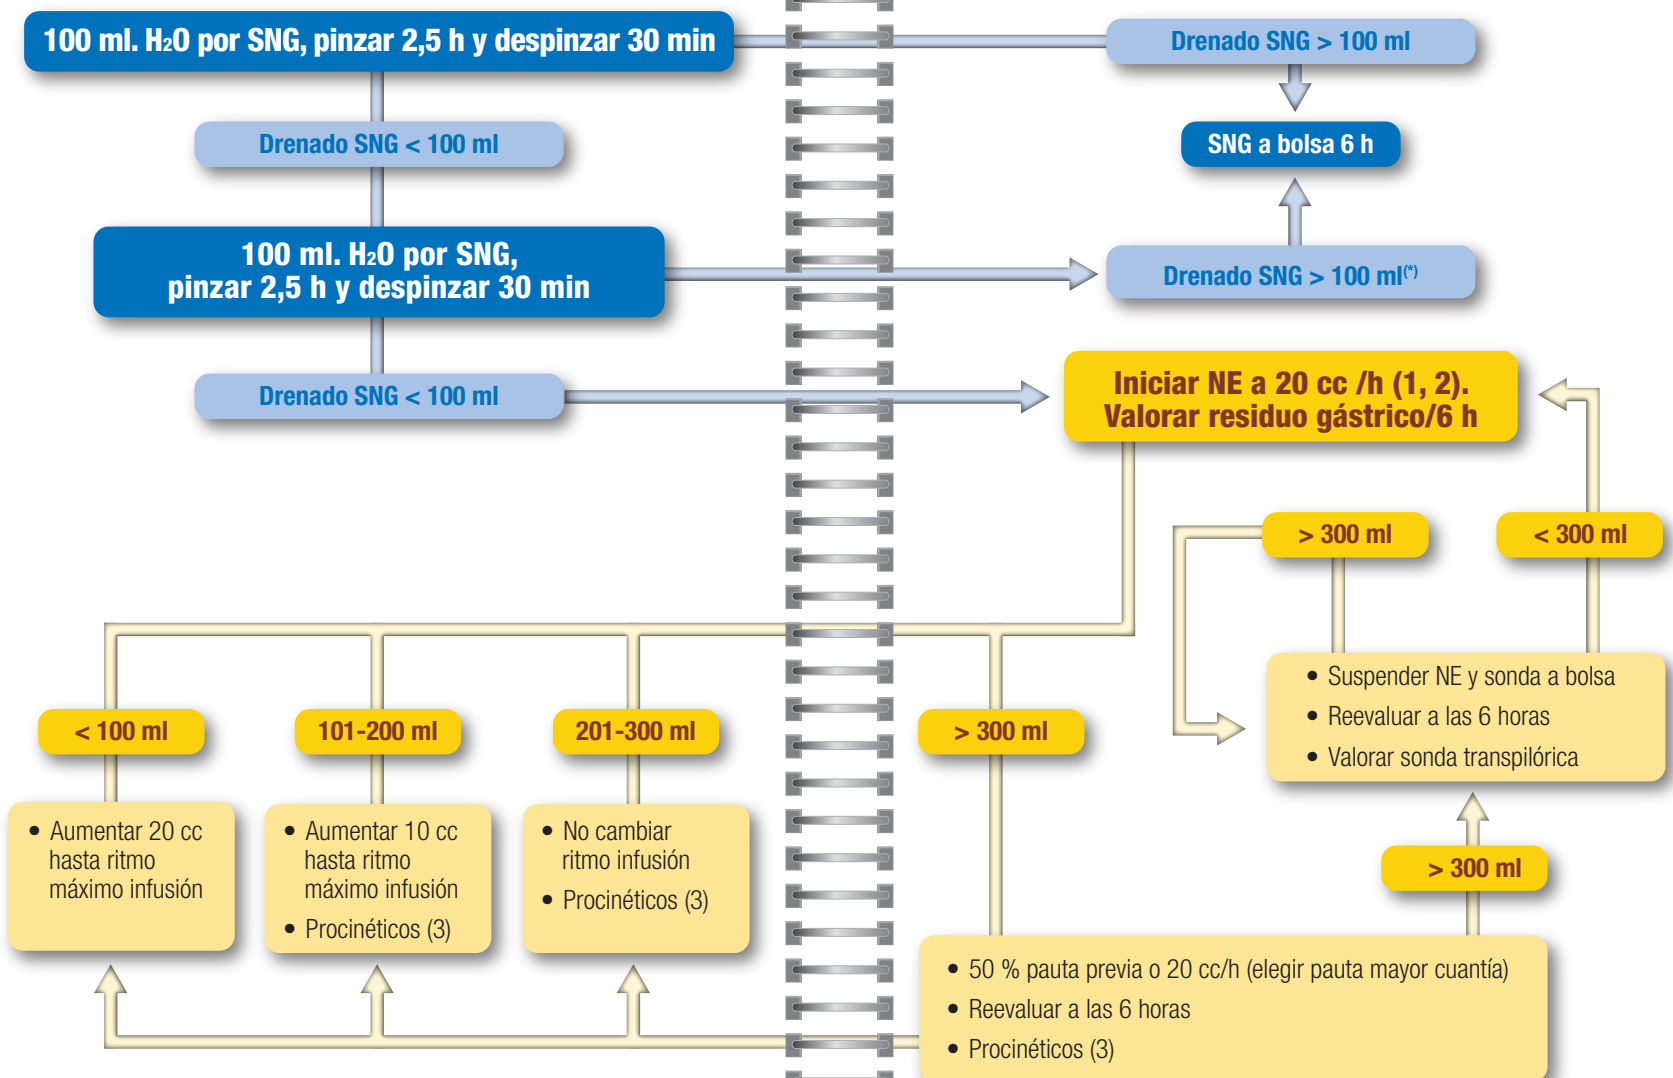 100 ml. H₂O por SNG, pinzar 2,5 h y despinzar 30 min
Drenado SNG > 100 ml
Drenado SNG < 100 ml
SNG a bolsa 6 h
100 ml. H₂O por SNG,
pinzar 2,5 h y despinzar 30 min
Drenado SNG > 100 ml(*)
Drenado SNG < 100 ml
Iniciar NE a 20 cc /h (1, 2).
Valorar residuo gástrico/6 h
> 300 ml
< 300 ml
• Suspender NE y sonda a bolsa
• Reevaluar a las 6 horas
• Valorar sonda transpilórica
< 100 ml
101-200 ml
201-300 ml
> 300 ml
• Aumentar 20 cc
hasta ritmo
máximo infusión
• Aumentar 10 cc
hasta ritmo
máximo infusión
• Procinéticos (3)
• No cambiar
ritmo infusión
• Procinéticos (3)
> 300 ml
• 50 % pauta previa o 20 cc/h (elegir pauta mayor cuantía)
• Reevaluar a las 6 horas
• Procinéticos (3)